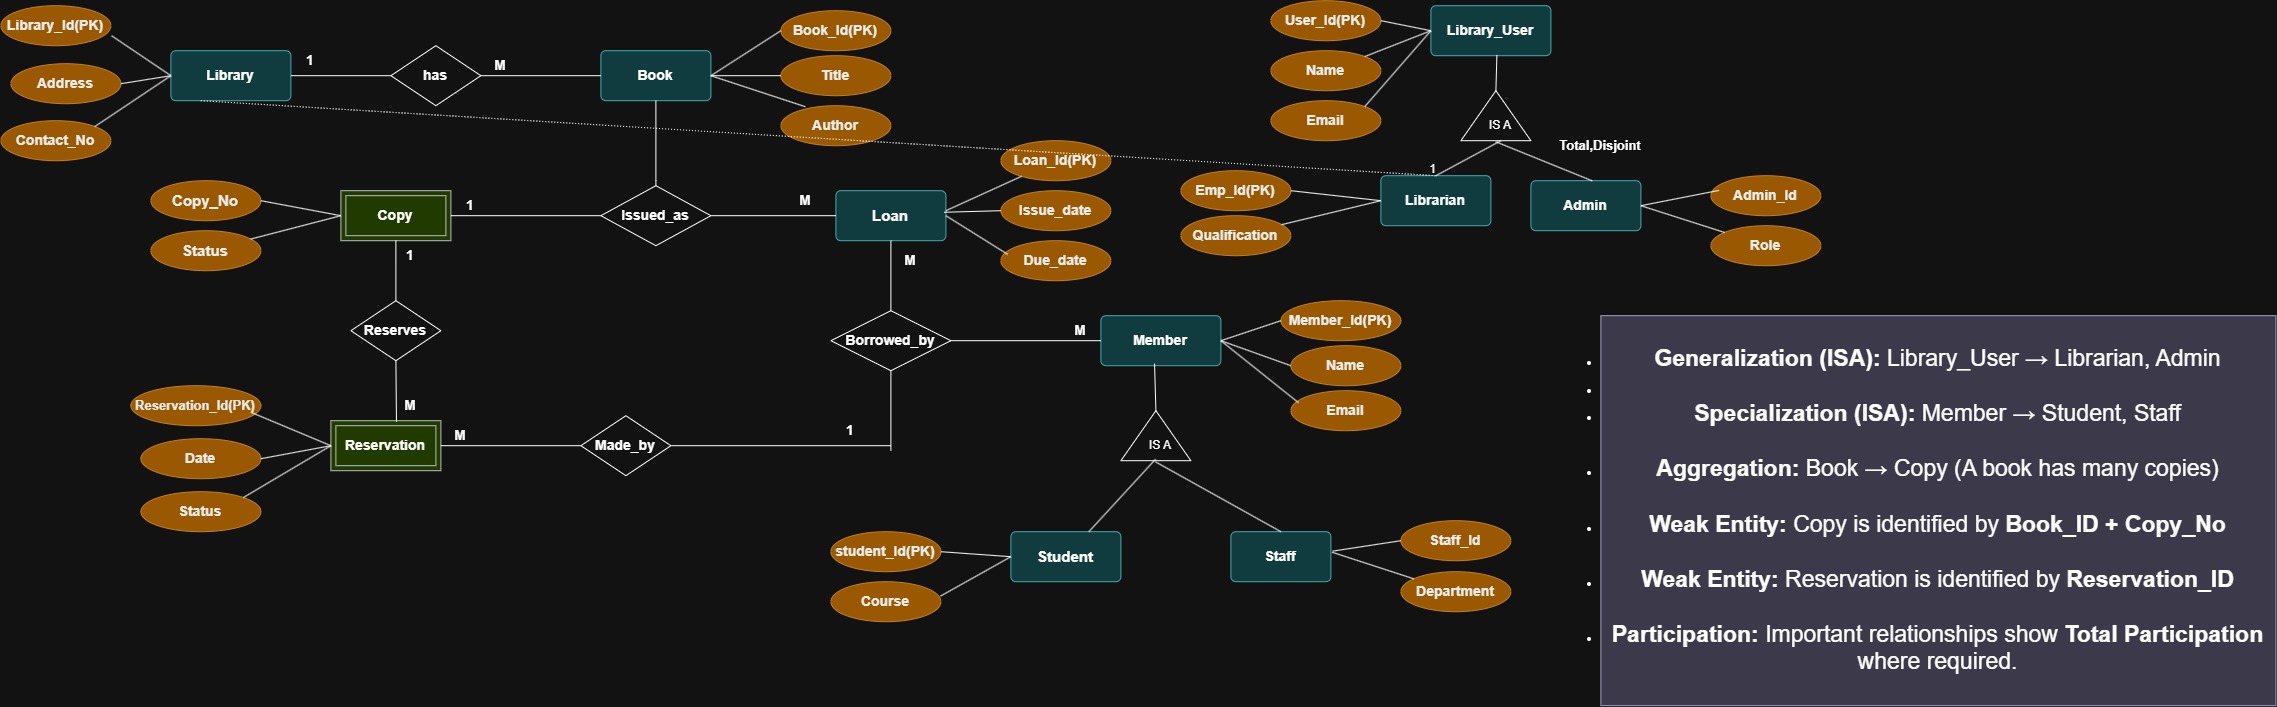 Library_Id(PK)
Address
Contact_No
Library
1
has
M
Book
Book_Id(PK)
Title
Author
User_Id(PK)
Name
Email
Library_User
IS A
Total,Disjoint
1
Emp_Id(PK)
Qualification
Librarian
Admin
Admin_Id
Role
Copy_No
Status
Copy
1
Issued_as
M
Loan
Loan_Id(PK)
Issue_date
Due_date
1
Reserves
M
M
Borrowed_by
M
Member
Member_Id(PK)
Name
Email
Reservation_Id(PK)
Date
Status
Reservation
M
Made_by
1
IS A
student_Id(PK)
Course
Student
Staff
Staff_Id
Department
Generalization (ISA): Library_User → Librarian, Admin
Specialization (ISA): Member → Student, Staff
Aggregation: Book → Copy (A book has many copies)
Weak Entity: Copy is identified by Book_ID + Copy_No
Weak Entity: Reservation is identified by Reservation_ID
Participation: Important relationships show Total Participation
where required.